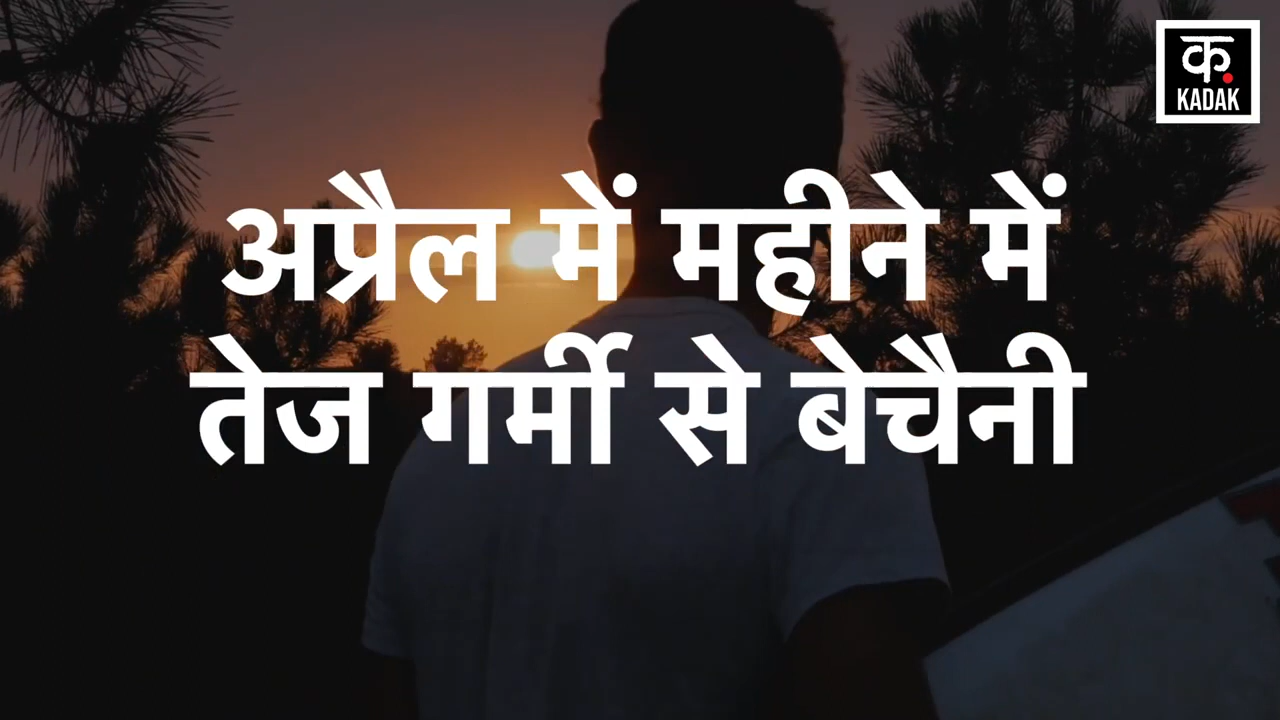 क
KADAK
अप्रैल में महीने में
तेज गर्मी से बेचैनी